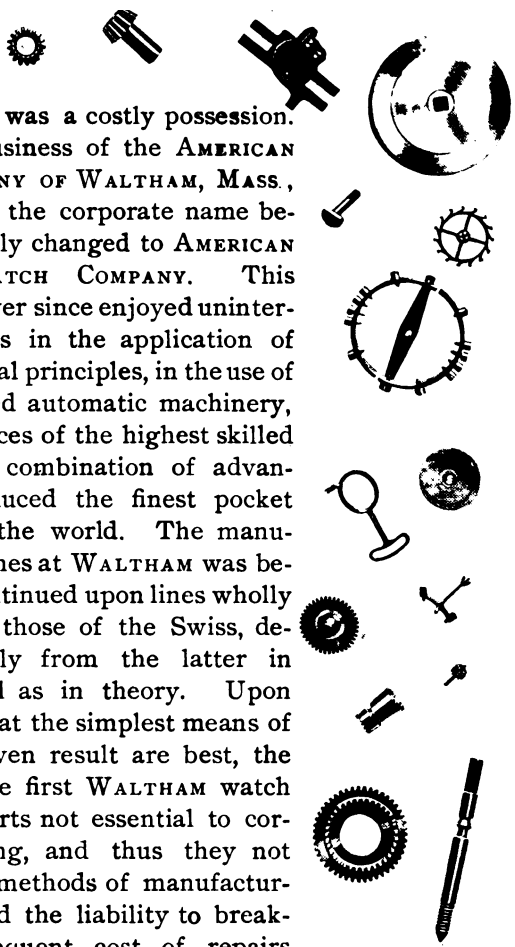 was a costly possession.
usiness of the AMERICAN
NY OF WALTHAM, MASS.,
the corporate name be-
ly changed to AMERICAN
TCH COMPANY. This
ver since enjoyed uninter-
s in the application of
al principles, in the use of
d automatic machinery,
ces of the highest skilled
combination of advan-
uced the finest pocket
the world. The manu-
nes at WALTHAM was be-
tinued upon lines wholly
those of the Swiss, de-
ly from the latter in
as in theory. Upon
at the simplest means of
ven result are best, the
e first WALTHAM watch
rts not essential to cor-
ng, and thus they not
methods of manufactur-
d the liability to break-
equent cost of repairs